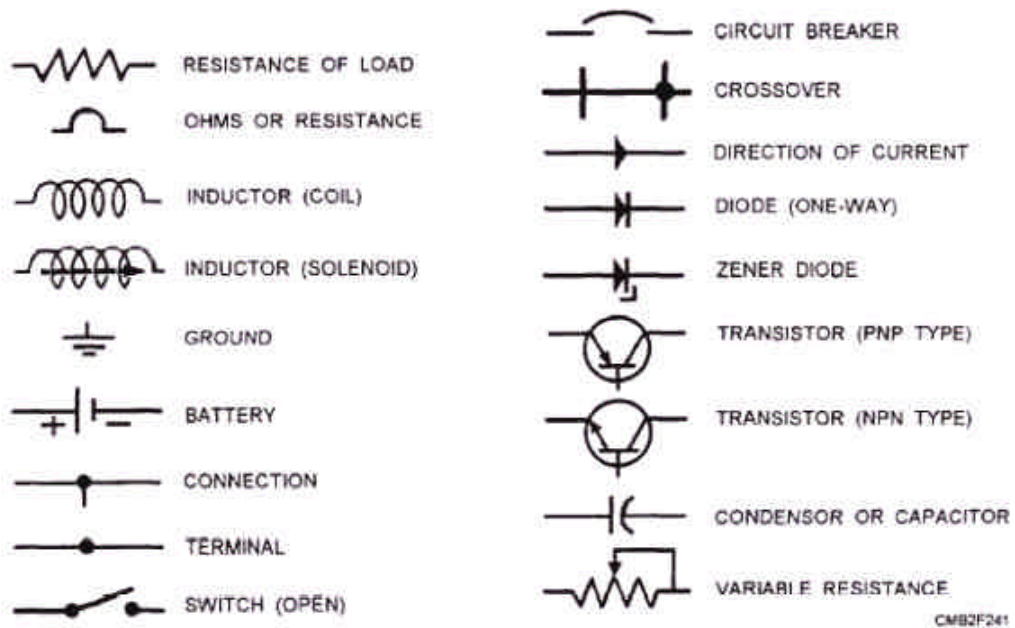 RESISTANCE OF LOAD
OHMS OR RESISTANCE
INDUCTOR (COIL)
INDUCTOR (SOLENOID)
GROUND
+ −
BATTERY
CONNECTION
TERMINAL
SWITCH (OPEN)
CIRCUIT BREAKER
CROSSOVER
DIRECTION OF CURRENT
DIODE (ONE-WAY)
ZENER DIODE
TRANSISTOR (PNP TYPE)
TRANSISTOR (NPN TYPE)
CONDENSOR OR CAPACITOR
VARIABLE RESISTANCE
CMB2F241